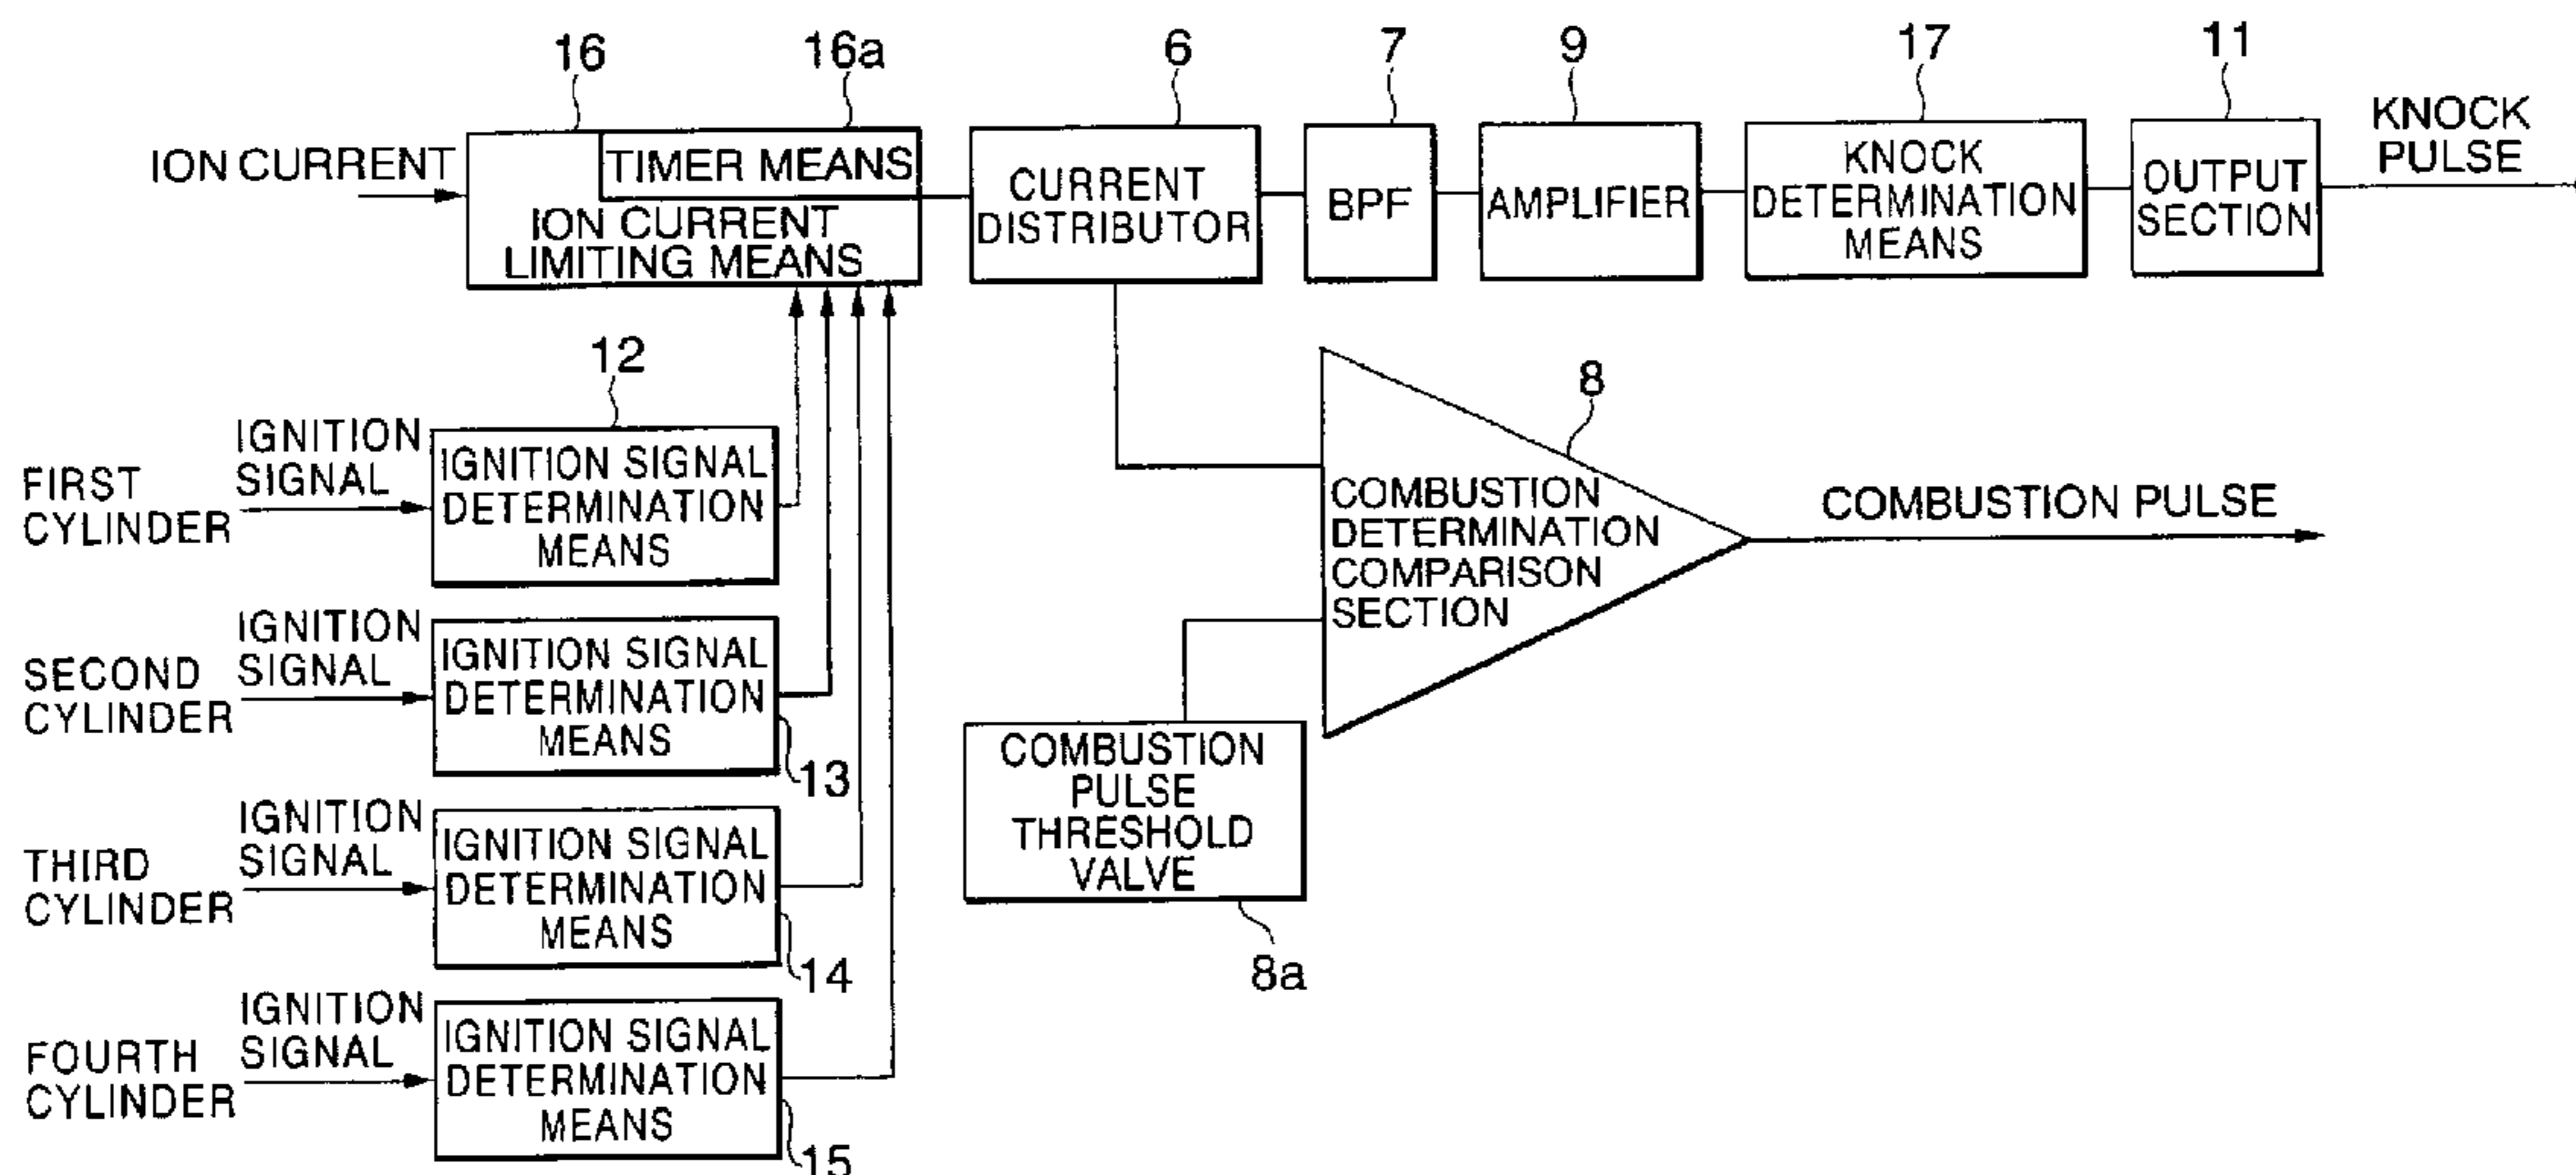 16
16a
6
7
9
17
11
ION CURRENT
TIMER MEANS
ION CURRENT
LIMITING MEANS
CURRENT
DISTRIBUTOR
BPF
AMPLIFIER
KNOCK
DETERMINATION
MEANS
OUTPUT
SECTION
KNOCK
PULSE
12
FIRST
CYLINDER
IGNITION
SIGNAL
IGNITION SIGNAL
DETERMINATION
MEANS
SECOND
CYLINDER
IGNITION
SIGNAL
IGNITION SIGNAL
DETERMINATION
MEANS
13
THIRD
CYLINDER
IGNITION
SIGNAL
IGNITION SIGNAL
DETERMINATION
MEANS
14
FOURTH
CYLINDER
IGNITION
SIGNAL
IGNITION SIGNAL
DETERMINATION
MEANS
15
8
COMBUSTION
DETERMINATION
COMPARISON
SECTION
COMBUSTION PULSE
COMBUSTION
PULSE
THRESHOLD
VALVE
8a